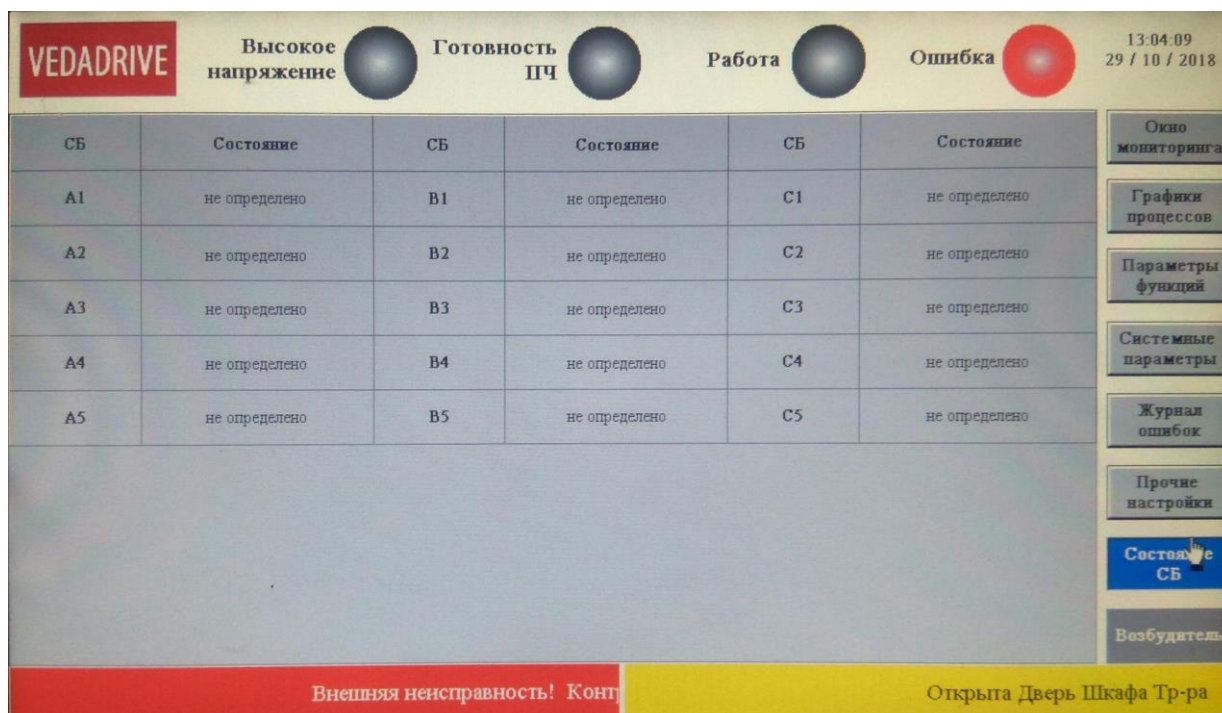 VEDADRIVE
Высокое
напряжение
Готовность
ПЧ
Работа
Ошибка
13:04:09
29 / 10 / 2018
СБ Состояние СБ Состояние СБ Состояние
A1 не определено B1 не определено C1 не определено
A2 не определено B2 не определено C2 не определено
A3 не определено B3 не определено C3 не определено
A4 не определено B4 не определено C4 не определено
A5 не определено B5 не определено C5 не определено
Окно
мониторинга
Графики
процессов
Параметры
функций
Системные
параметры
Журнал
ошибок
Прочие
настройки
Состояние
СБ
Возбудитель
Внешняя неисправность! Конт
Открыта Дверь Шкафа Тр-ра